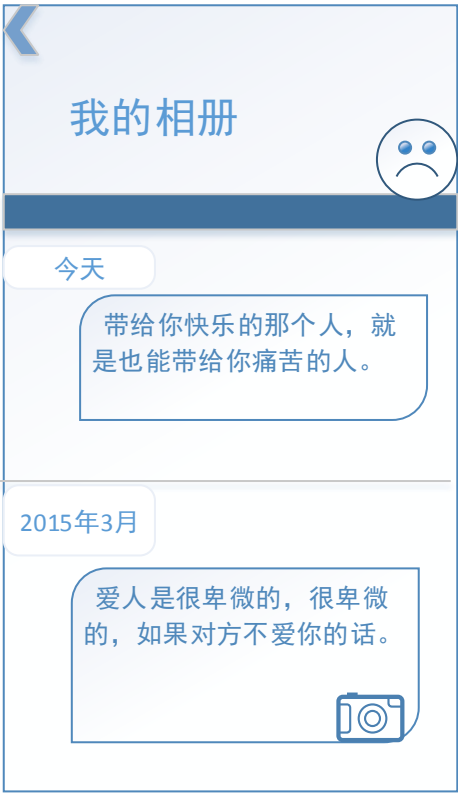 我的相册
今天
带给你快乐的那个人，就
是也能带给你痛苦的人。
2015年3月
爱人是很卑微的，很卑微
的，如果对方不爱你的话。